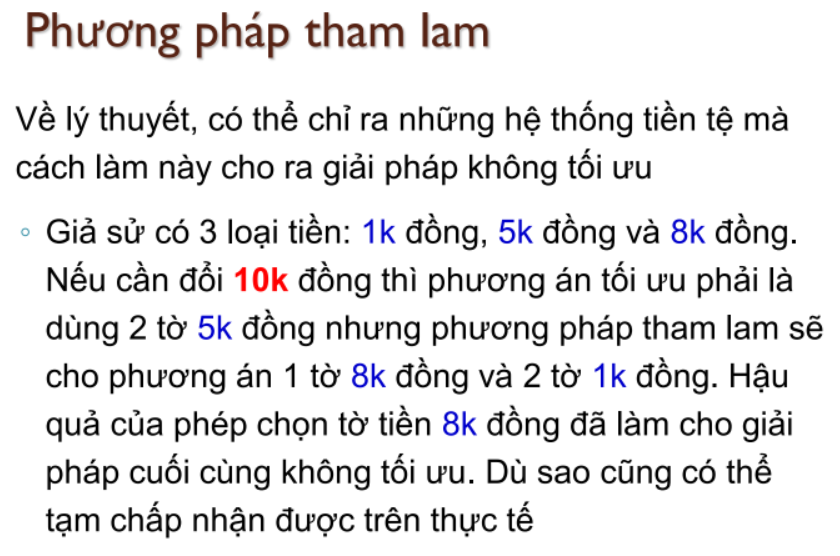 Phương pháp tham lam
Về lý thuyết, có thể chỉ ra những hệ thống tiền tệ mà
cách làm này cho ra giải pháp không tối ưu
◦ Giả sử có 3 loại tiền: 1k đồng, 5k đồng và 8k đồng.
Nếu cần đổi 10k đồng thì phương án tối ưu phải là
dùng 2 tờ 5k đồng nhưng phương pháp tham lam sẽ
cho phương án 1 tờ 8k đồng và 2 tờ 1k đồng. Hậu
quả của phép chọn tờ tiền 8k đồng đã làm cho giải
pháp cuối cùng không tối ưu. Dù sao cũng có thể
tạm chấp nhận được trên thực tế